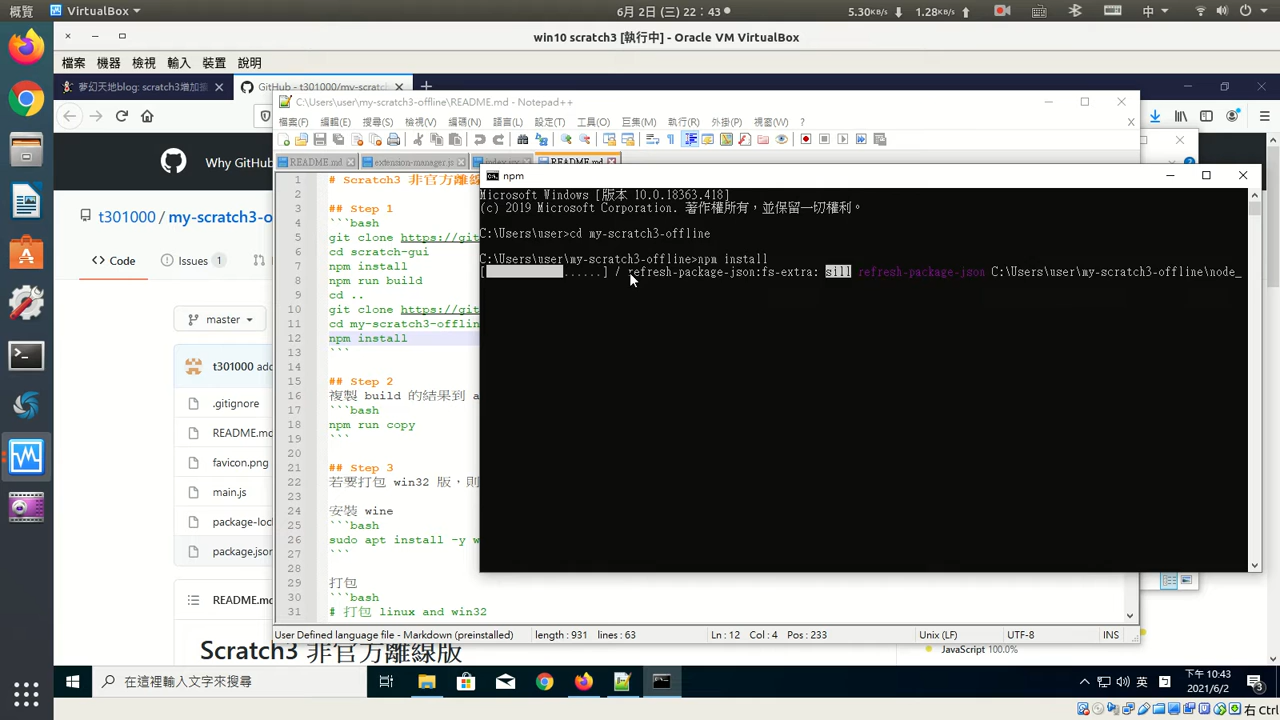 概覽
VirtualBox
6月 2日(三) 22：43
5.30KB/s
1.28KB/s
中
win10 scratch3 [執行中] - Oracle VM VirtualBox
檔案 機器 檢視 輸入 裝置 說明
夢幻天地blog: scratch3增加擴
GitHub - t301000/my-scratc
C:\Users\user\my-scratch3-offline\README.md - Notepad++
檔案(F) 編輯(E) 搜尋(S) 檢視(V) 編碼(N) 語言(L) 設定(T) 工具(O) 巨集(M) 執行(R) 外掛(P) 視窗(W) ?
README.md
extension-manager.js
index.jsx
README.md
Why GitHub
t301000 / my-scratch3-o
Code
Issues 1
master
t301000 adc
.gitignore
README.md
favicon.png
main.js
package-loc
package.json
README.md
Scratch3 非官方離線版
1 # Scratch3 非官方離線
2
3 ## Step 1
4 ```bash
5 git clone https://git
6 cd scratch-gui
7 npm install
8 npm run build
9 cd ..
10 git clone https://git
11 cd my-scratch3-offlin
12 npm install
13 ```
14
15 ## Step 2
16 複製 build 的結果到 a
17 ```bash
18 npm run copy
19 ```
20
21 ## Step 3
22 若要打包 win32 版，則
23
24 安裝 wine
25 ```bash
26 sudo apt install -y w
27 ```
28
29 打包
30 ```bash
31 # 打包 linux and win32
npm
Microsoft Windows [版本 10.0.18363.418]
(c) 2019 Microsoft Corporation. 著作權所有，並保留一切權利。
C:\Users\user>cd my-scratch3-offline
C:\Users\user\my-scratch3-offline>npm install
[ ......] / refresh-package-json:fs-extra: sill refresh-package-json C:\Users\user\my-scratch3-offline\node_
User Defined language file - Markdown (preinstalled)
length : 931 lines : 63
Ln : 12 Col : 4 Pos : 233
Unix (LF)
UTF-8
INS
JavaScript 100.0%
在這裡輸入文字來搜尋
英
下午 10:43
2021/6/2
3
右 Ctrl